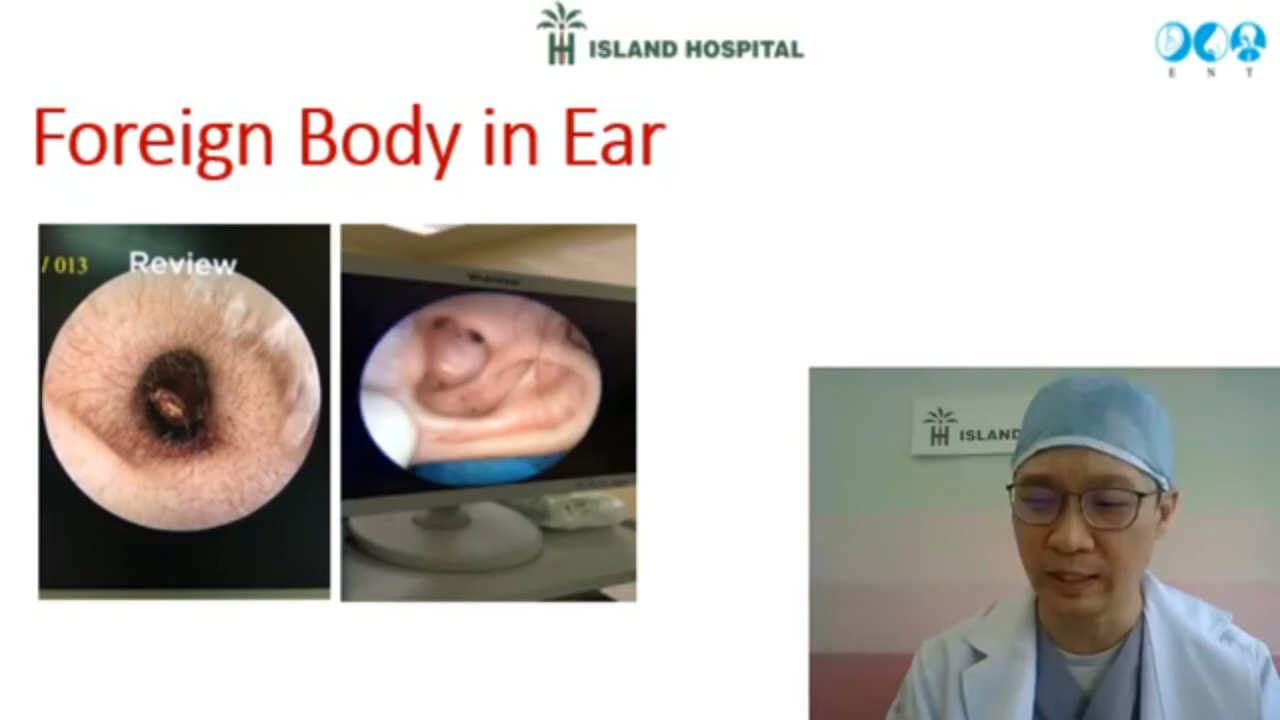 ISLAND HOSPITAL
E N T
Foreign Body in Ear
/ 013
Review
ISLAND